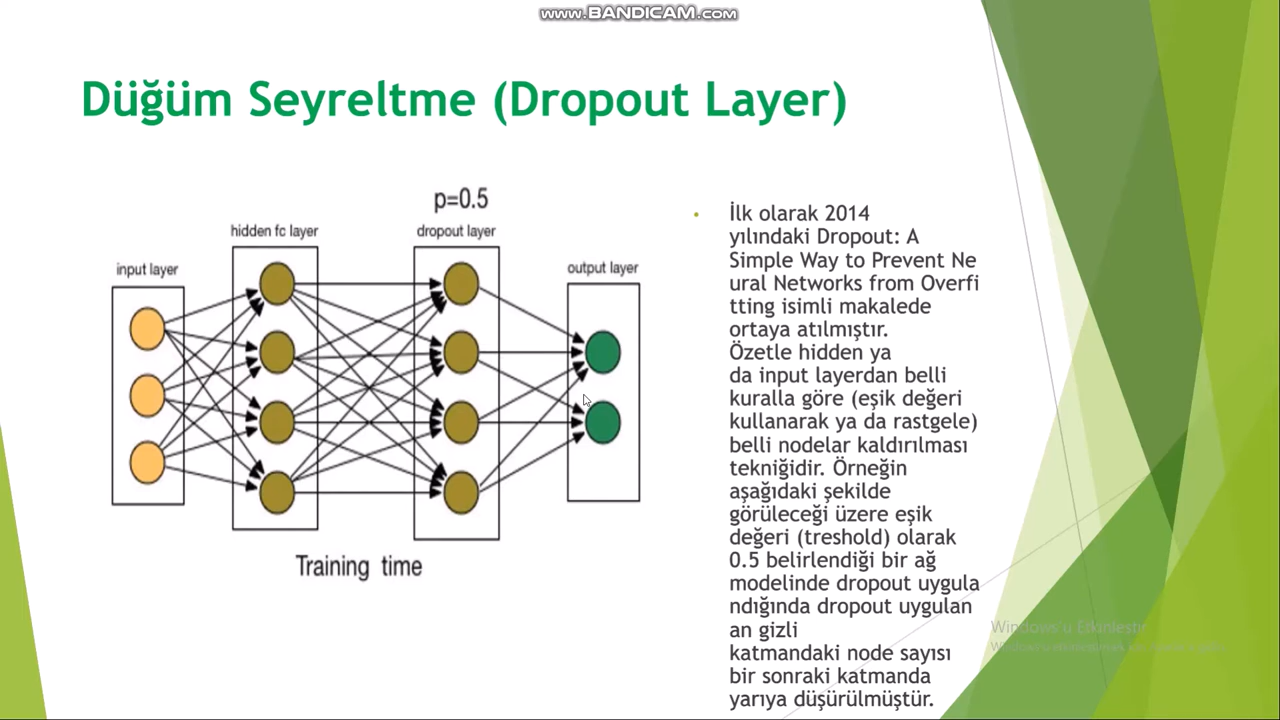 www.BANDICAM.com
Düğüm Seyreltme (Dropout Layer)
p=0.5
hidden fc layer
dropout layer
input layer
output layer
Training time
• İlk olarak 2014
yılındaki Dropout: A
Simple Way to Prevent Ne
ural Networks from Overfi
tting isimli makalede
ortaya atılmıştır.
Özetle hidden ya
da input layerdan belli
kuralla göre (eşik değeri
kullanarak ya da rastgele)
belli nodelar kaldırılması
tekniğidir. Örneğin
aşağıdaki şekilde
görüleceği üzere eşik
değeri (treshold) olarak
0.5 belirlendiği bir ağ
modelinde dropout uygula
ndığında dropout uygulan
an gizli
katmandaki node sayısı
bir sonraki katmanda
yarıya düşürülmüştür.
Windows'u Etkinleştir